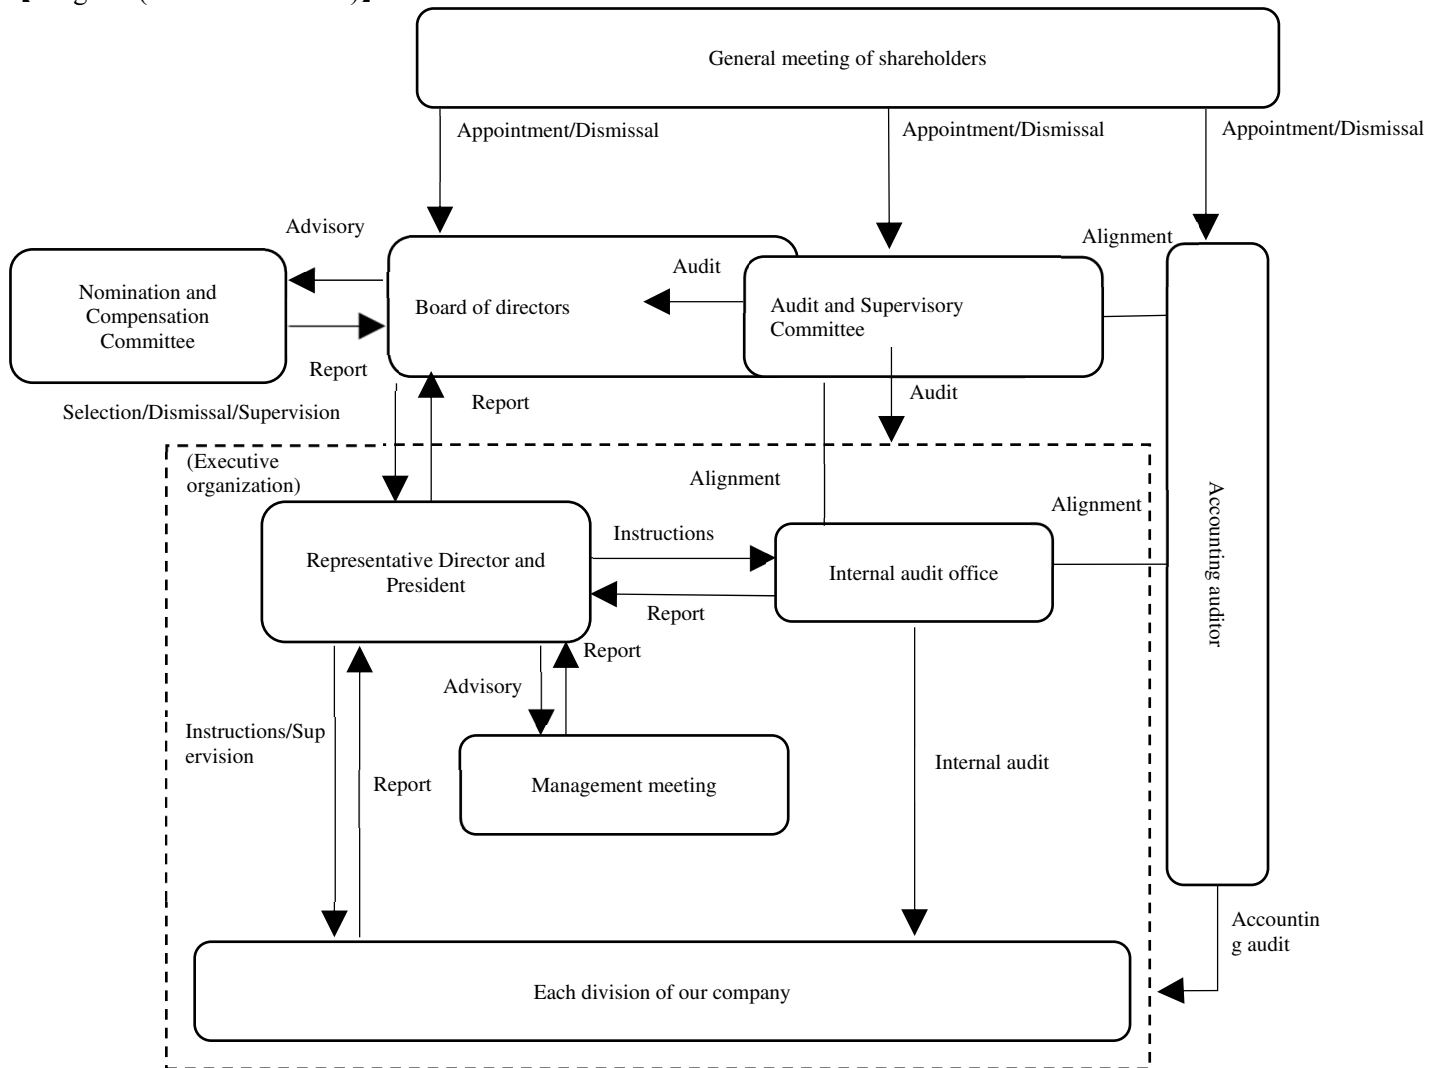 General meeting of shareholders
Appointment/Dismissal
Appointment/Dismissal
Appointment/Dismissal
Advisory
Alignment
Audit
Nomination and
Compensation
Committee
Board of directors
Audit and Supervisory
Committee
Report
Selection/Dismissal/Supervision
Report
Audit
(Executive
organization)
Alignment
Alignment
Instructions
Representative Director and
President
Internal audit office
Accounting auditor
Report
Report
Advisory
Instructions/Sup
ervision
Report
Management meeting
Internal audit
Accountin
g audit
Each division of our company